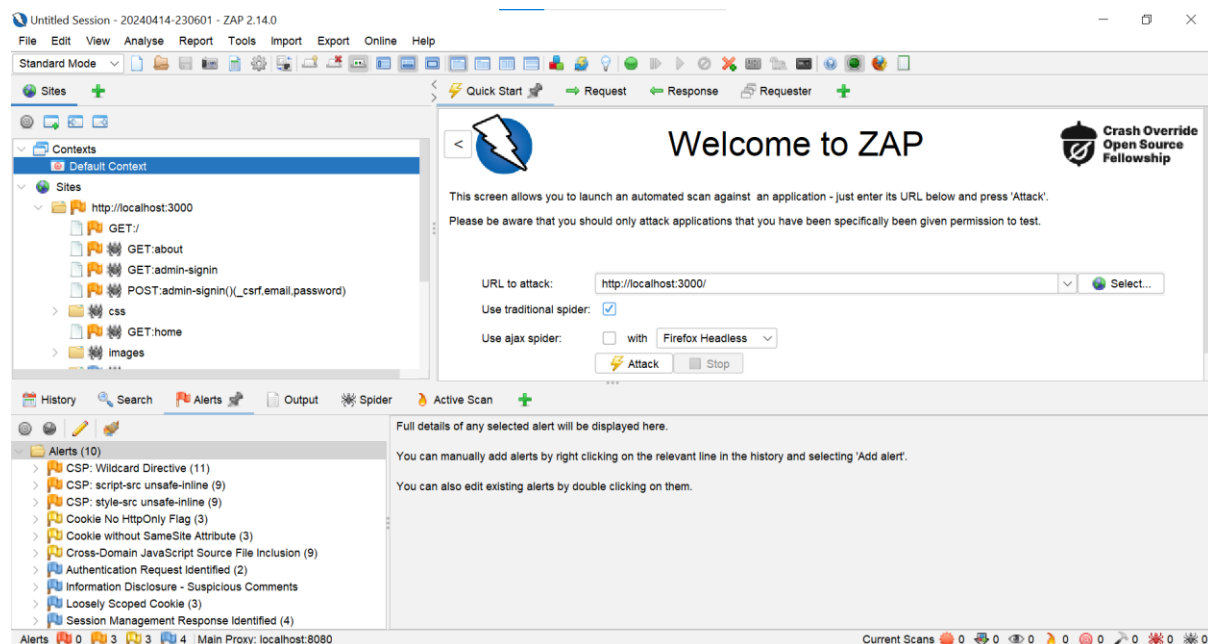 Untitled Session - 20240414-230601 - ZAP 2.14.0
File Edit View Analyse Report Tools Import Export Online Help
Standard Mode
Sites
Quick Start
Request
Response
Requester
Contexts
Default Context
Sites
http://localhost:3000
GET:/
GET:about
GET:admin-signin
POST:admin-signin()(_csrf,email,password)
css
GET:home
images
<
Welcome to ZAP
Crash Override
Open Source
Fellowship
This screen allows you to launch an automated scan against an application - just enter its URL below and press 'Attack'.
Please be aware that you should only attack applications that you have been specifically been given permission to test.
URL to attack: http://localhost:3000/ Select...
Use traditional spider:
Use ajax spider: with Firefox Headless
Attack Stop
History Search Alerts Output Spider Active Scan
Alerts (10)
CSP: Wildcard Directive (11)
CSP: script-src unsafe-inline (9)
CSP: style-src unsafe-inline (9)
Cookie No HttpOnly Flag (3)
Cookie without SameSite Attribute (3)
Cross-Domain JavaScript Source File Inclusion (9)
Authentication Request Identified (2)
Information Disclosure - Suspicious Comments
Loosely Scoped Cookie (3)
Session Management Response Identified (4)
Full details of any selected alert will be displayed here.
You can manually add alerts by right clicking on the relevant line in the history and selecting 'Add alert'.
You can also edit existing alerts by double clicking on them.
Alerts 0 3 3 4 Main Proxy: localhost:8080
Current Scans 0 0 0 0 0 0 0 0